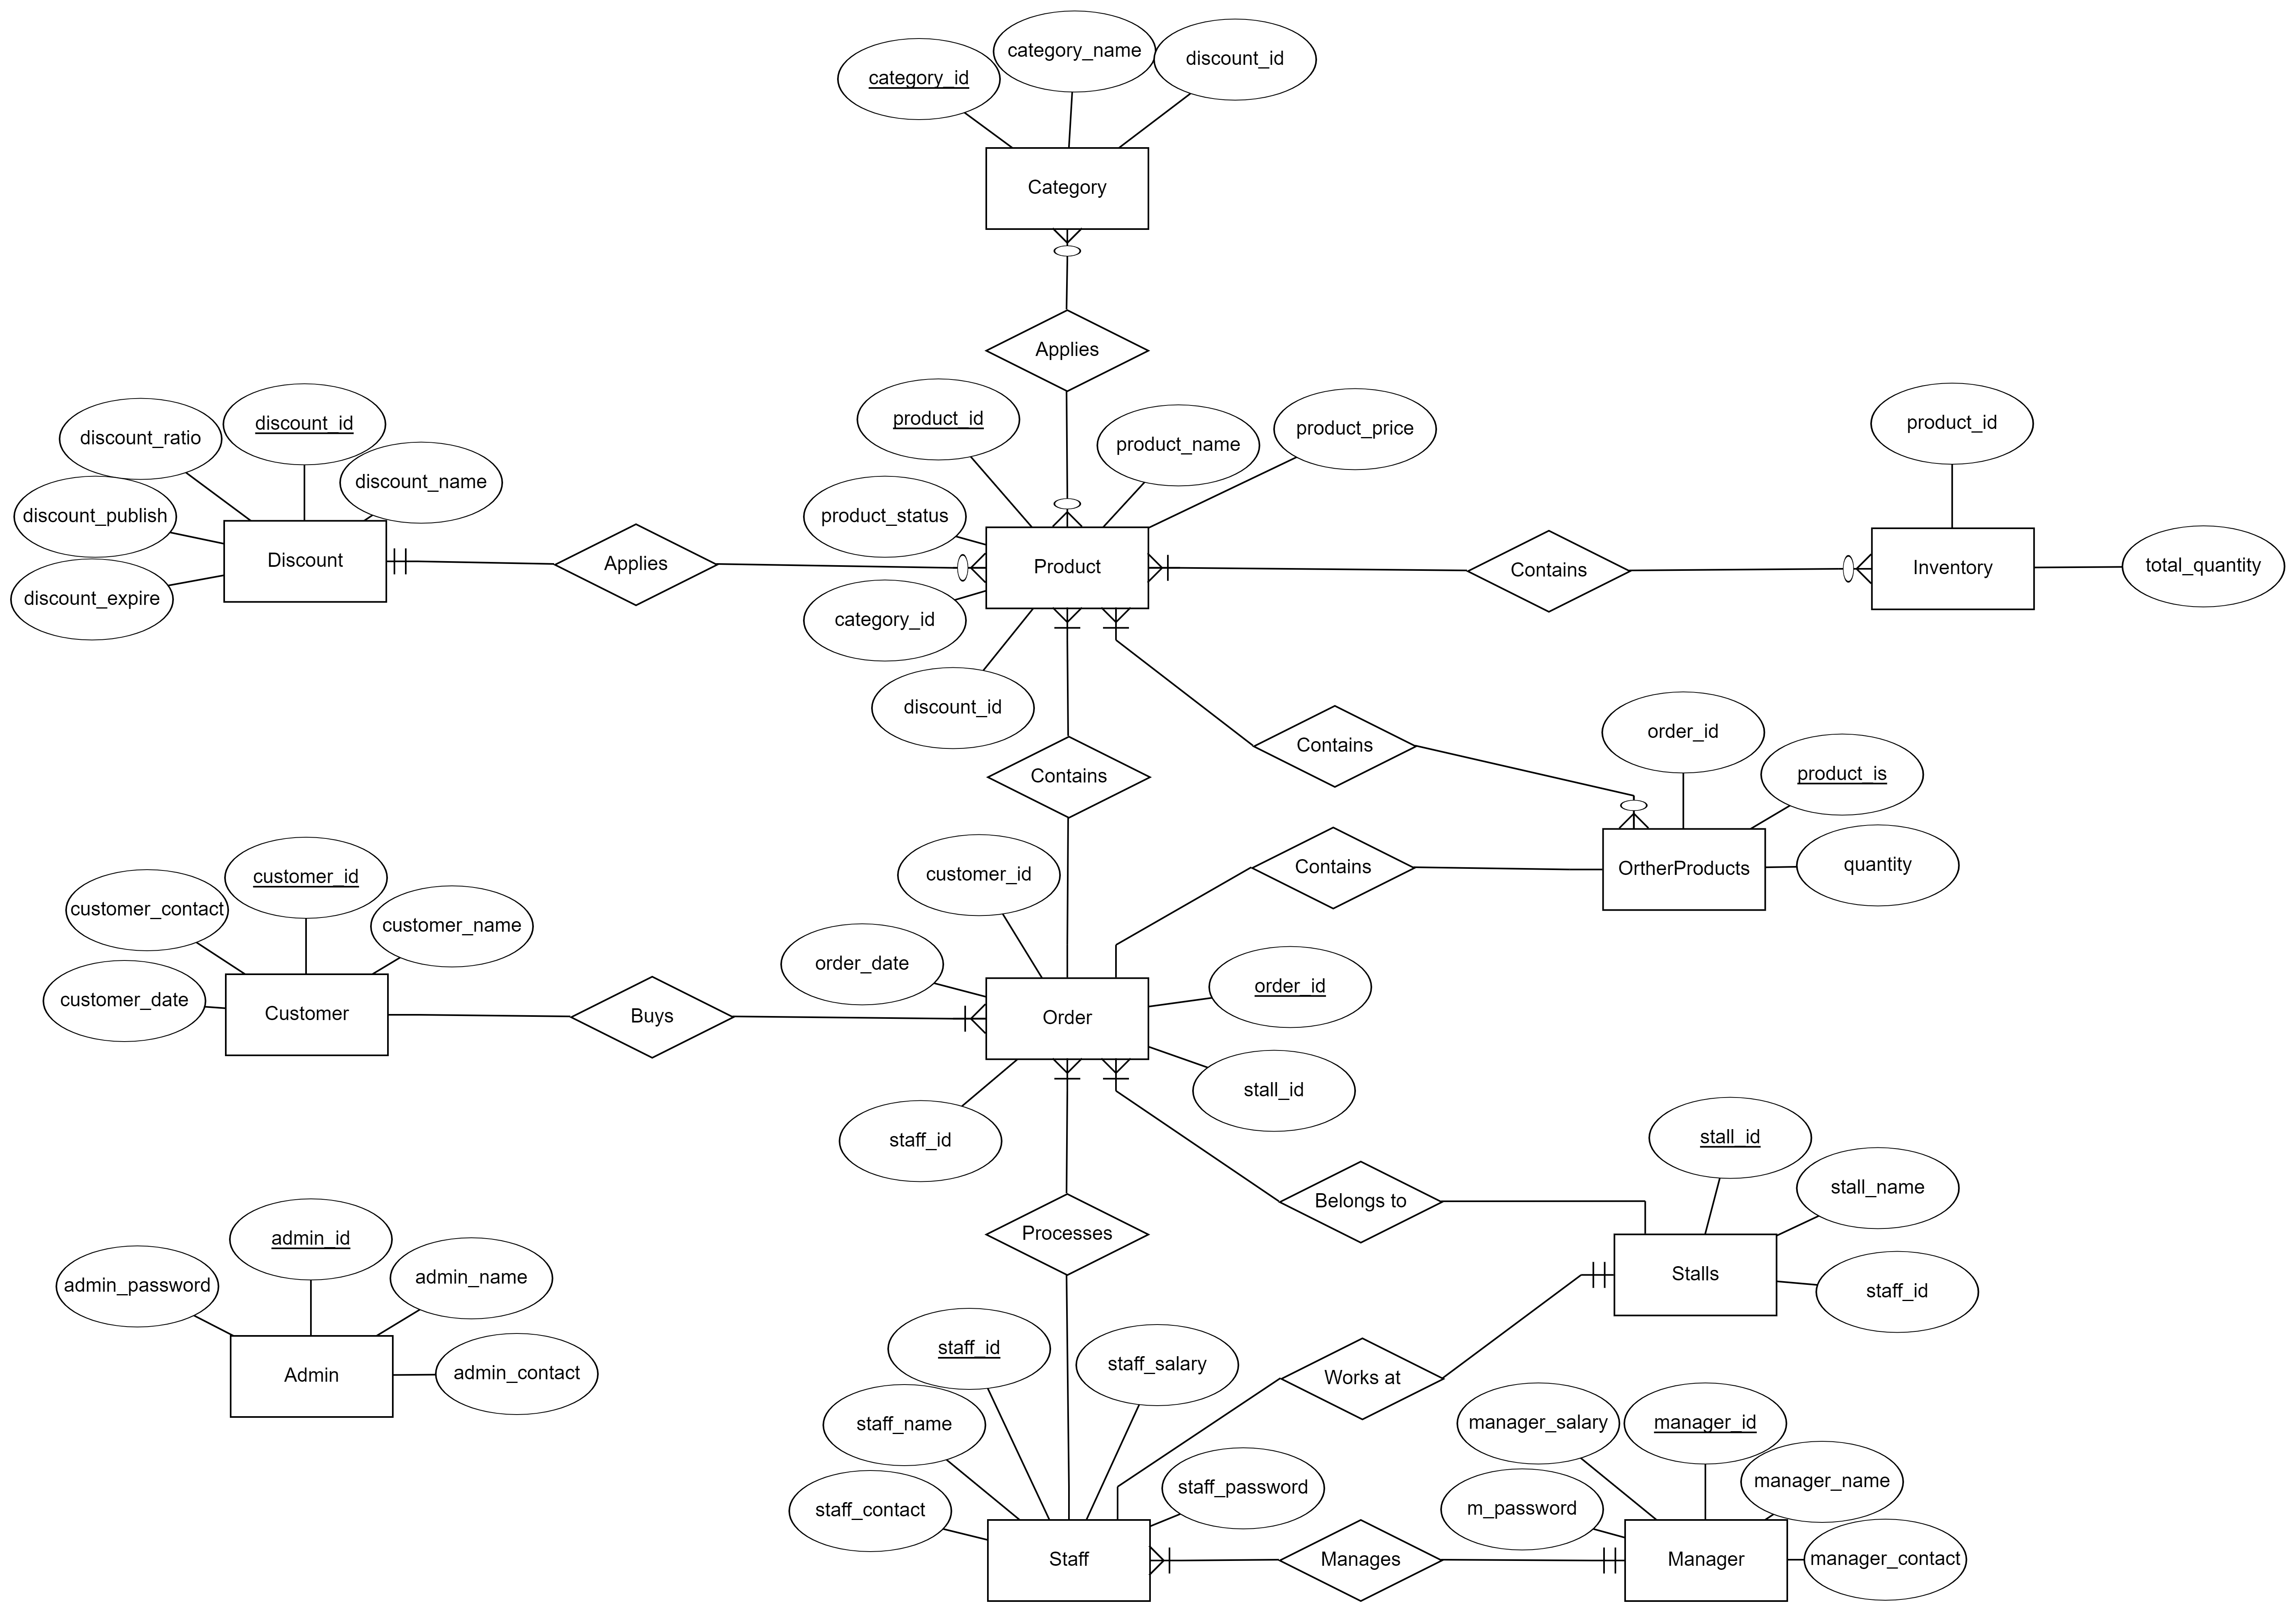 category_name
category_id
discount_id
Category
Applies
product_id
product_name
product_price
product_status
Product
category_id
discount_id
discount_ratio
discount_id
discount_name
discount_publish
Discount
discount_expire
Applies
Contains
product_id
Inventory
total_quantity
Contains
Contains
order_id
product_is
OrtherProducts
quantity
Contains
customer_id
customer_contact
customer_name
customer_date
Customer
Buys
customer_id
order_date
Order
order_id
stall_id
staff_id
admin_id
admin_password
admin_name
Admin
admin_contact
Processes
Belongs to
stall_id
stall_name
Stalls
staff_id
staff_id
staff_salary
staff_name
staff_contact
staff_password
Staff
Works at
Manages
manager_salary
manager_id
manager_name
m_password
Manager
manager_contact